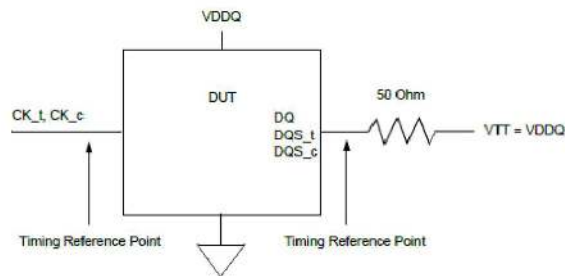 VDDQ
DUT
CK_t, CK_c
DQ
DQS_t
DQS_c
50 Ohm
VTT = VDDQ
Timing Reference Point
Timing Reference Point